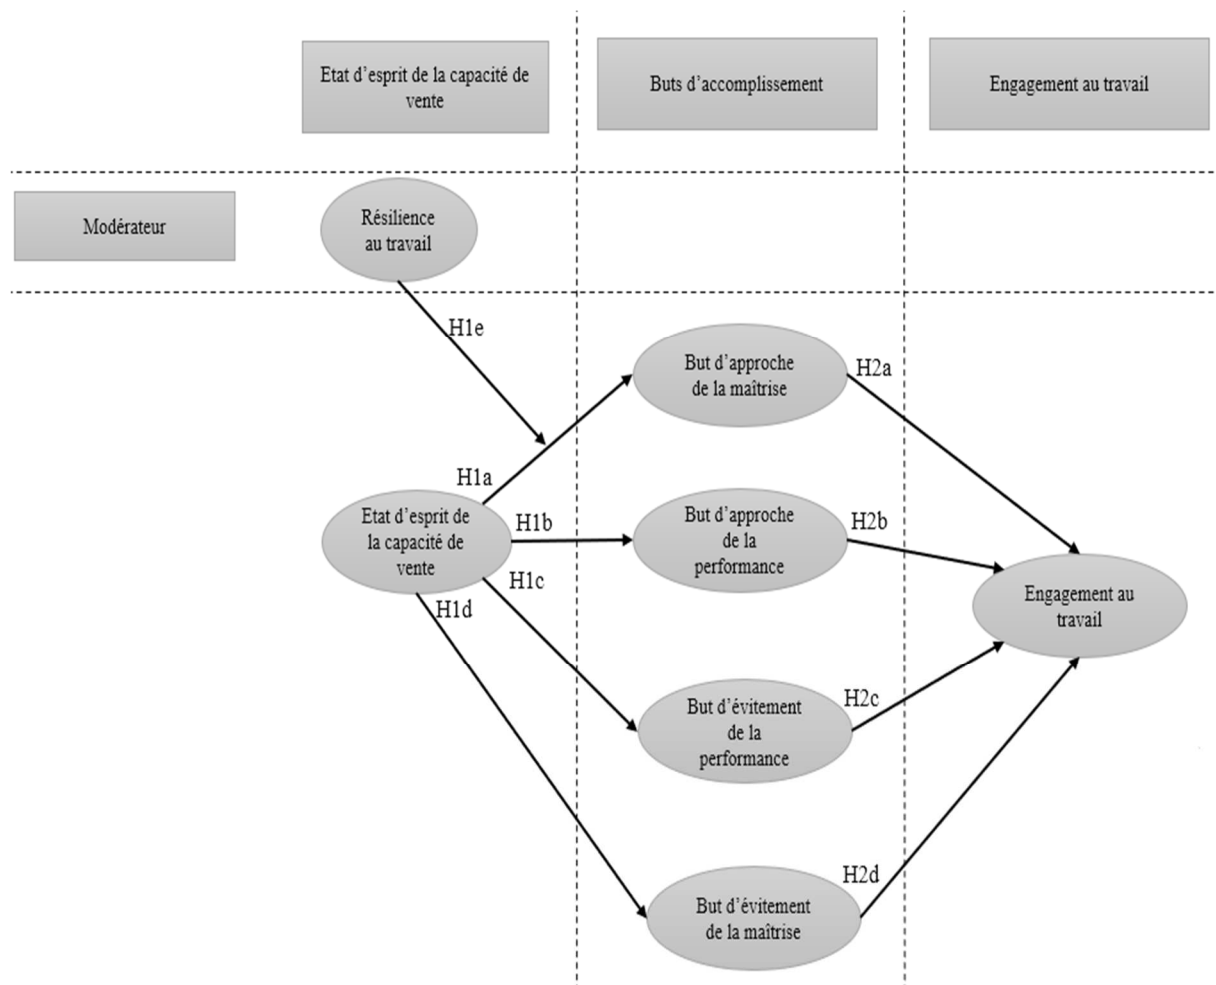 Etat d’esprit de la capacité de
vente
Buts d’accomplissement
Engagement au travail
Modérateur
Résilience
au travail
H1e
But d’approche
de la maîtrise
H2a
H1a
Etat d’esprit de
la capacité de
vente
H1b
But d’approche
de la
performance
H2b
H1c
H1d
Engagement au
travail
But d’évitement
de la
performance
H2c
H2d
But d’évitement
de la maîtrise